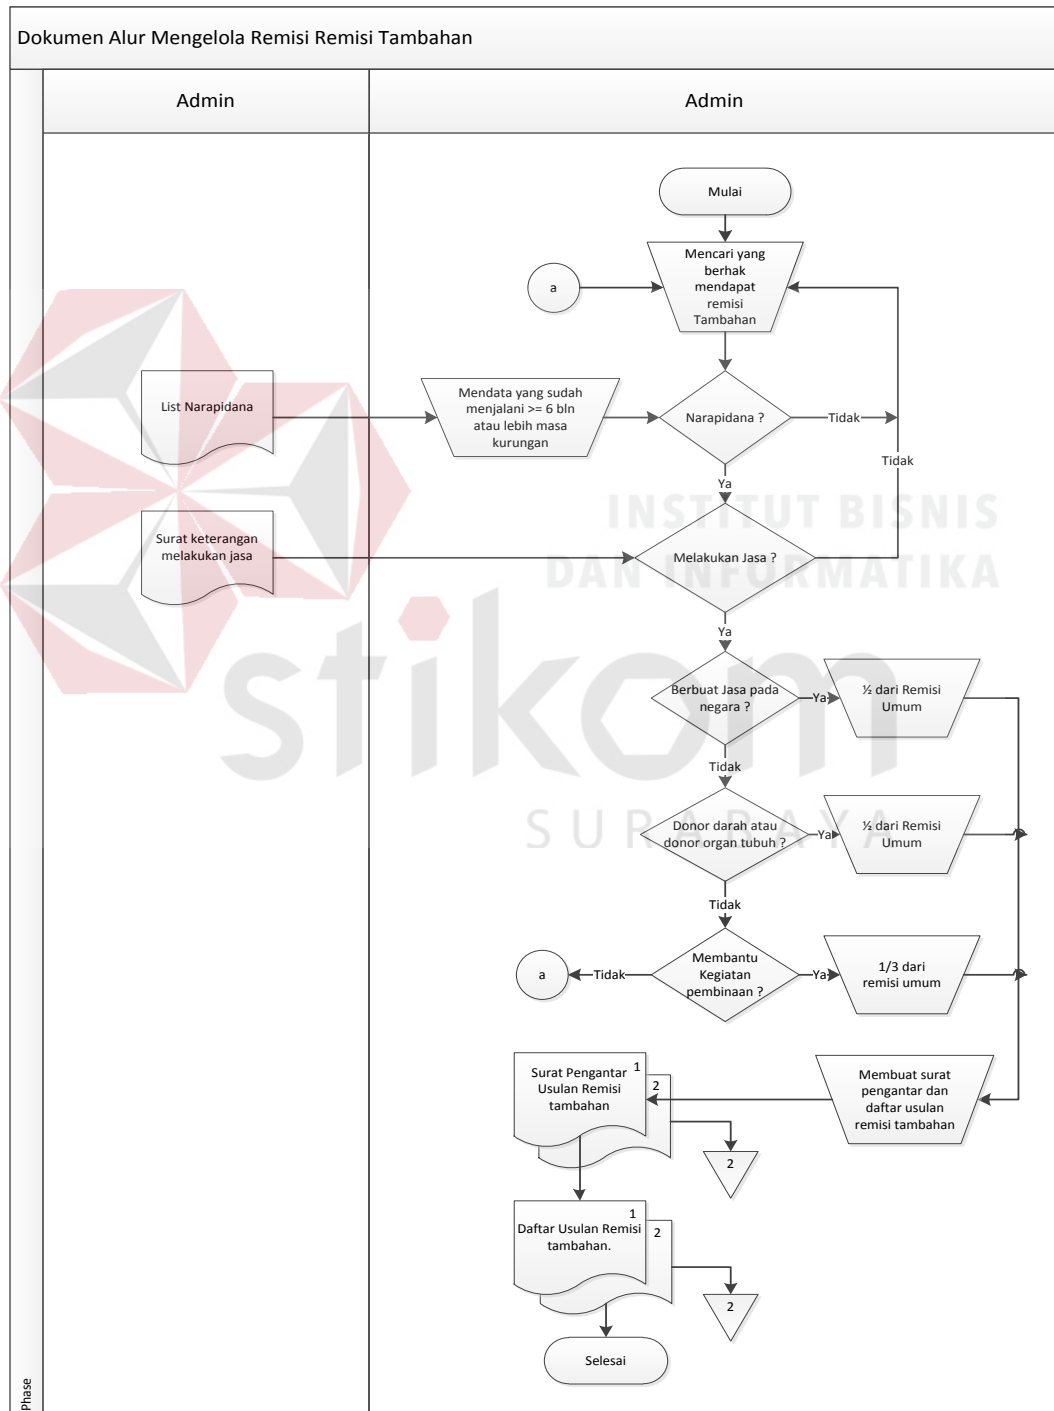 Dokumen Alur Mengelola Remisi Remisi Tambahan
Admin
Admin
Mulai
Mencari yang
berhak
mendapat
remisi
Tambahan
a
List Narapidana
Mendata yang sudah
menjalani >= 6 bln
atau lebih masa
kurungan
Narapidana ?
Tidak
Tidak
Ya
INSTITUT BISNIS
DAN INFORMATIKA
Surat keterangan
melakukan jasa
Melakukan Jasa ?
Ya
stikom
SURABAYA
Berbuat Jasa pada
negara ?
Ya
½ dari Remisi
Umum
Tidak
Donor darah atau
donor organ tubuh ?
Ya
½ dari Remisi
Umum
Tidak
Membantu
Kegiatan
pembinaan ?
Tidak
a
Ya
1/3 dari
remisi umum
Membuat surat
pengantar dan
daftar usulan
remisi tambahan
Surat Pengantar
Usulan Remisi
tambahan
1
2
2
Daftar Usulan Remisi
tambahan.
1
2
2
Selesai
Phase